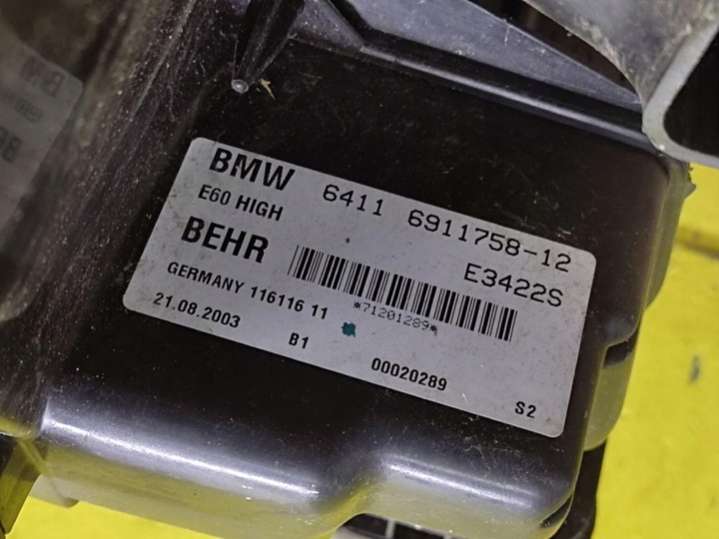 BMW 6411 6911758-12
E60 HIGH
BEHR E3422S
GERMANY 116116 11 *71201289*
21.08.2003 B1 00020289 S2